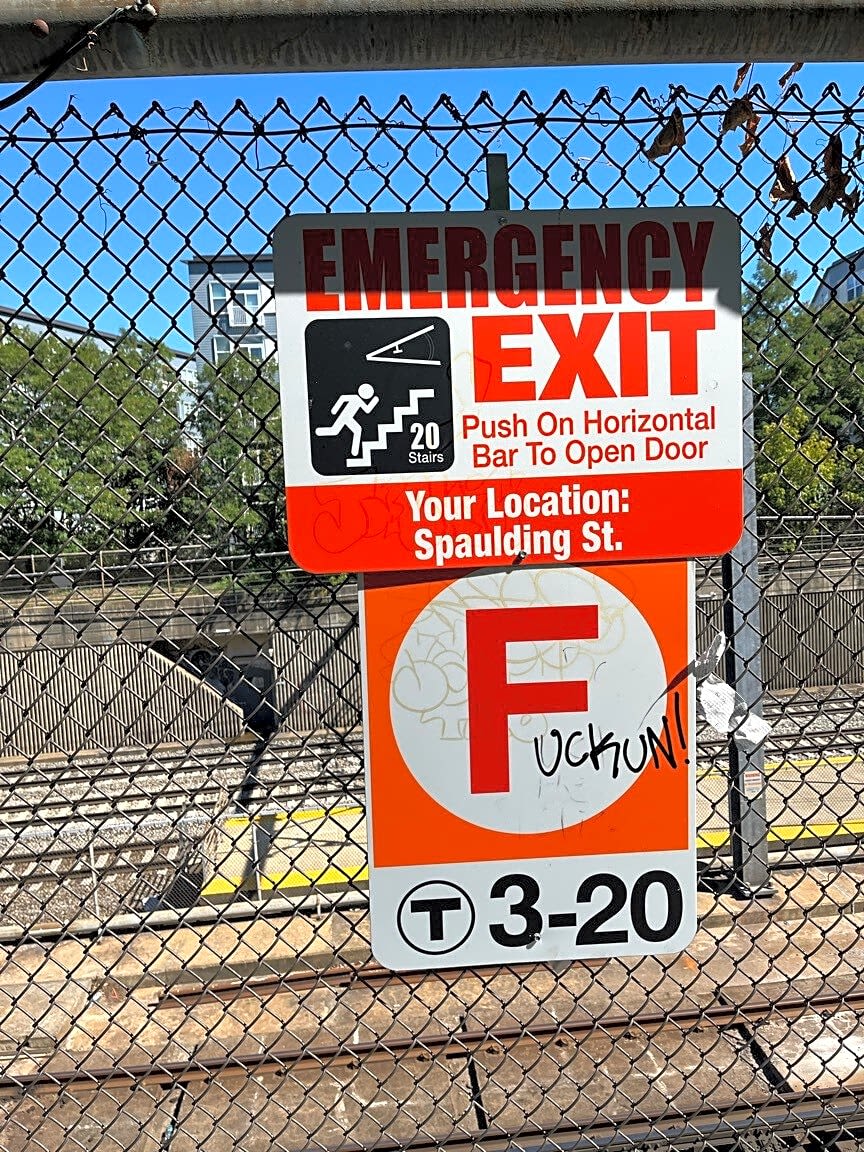 EMERGENCY
EXIT
20
Stairs
Push On Horizontal
Bar To Open Door
Your Location:
Spaulding St.
F
UCKUN!
T 3-20